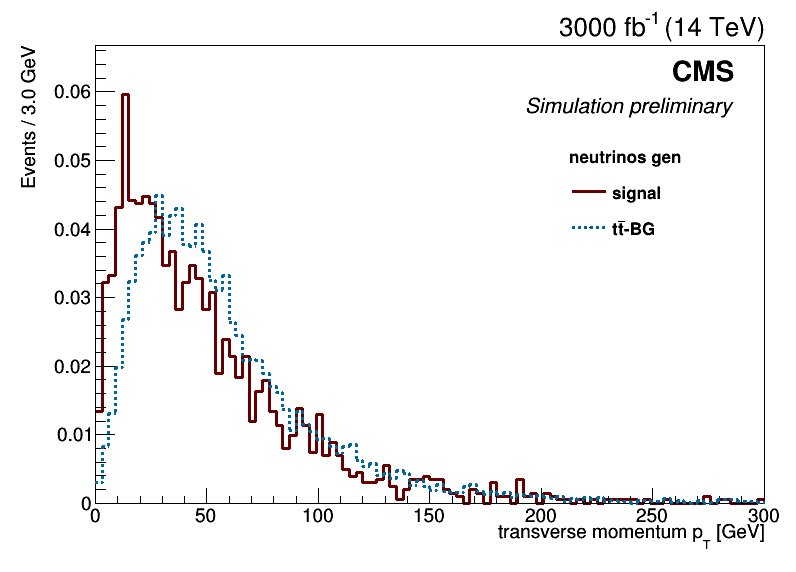 3000 fb⁻¹ (14 TeV)
CMS
Simulation preliminary
neutrinos gen
signal
tt̄-BG
Events / 3.0 GeV
0.06
0.05
0.04
0.03
0.02
0.01
0
0 50 100 150 200 250 300
transverse momentum p_T [GeV]